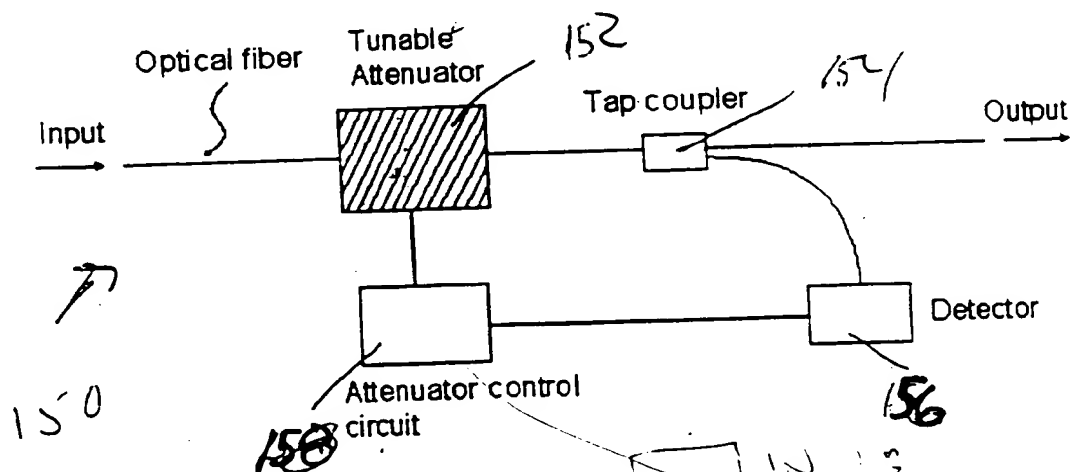 Tunable
Attenuator
152
Optical fiber
Tap coupler
154
Output
Input
Detector
Attenuator control
circuit
150
158
156